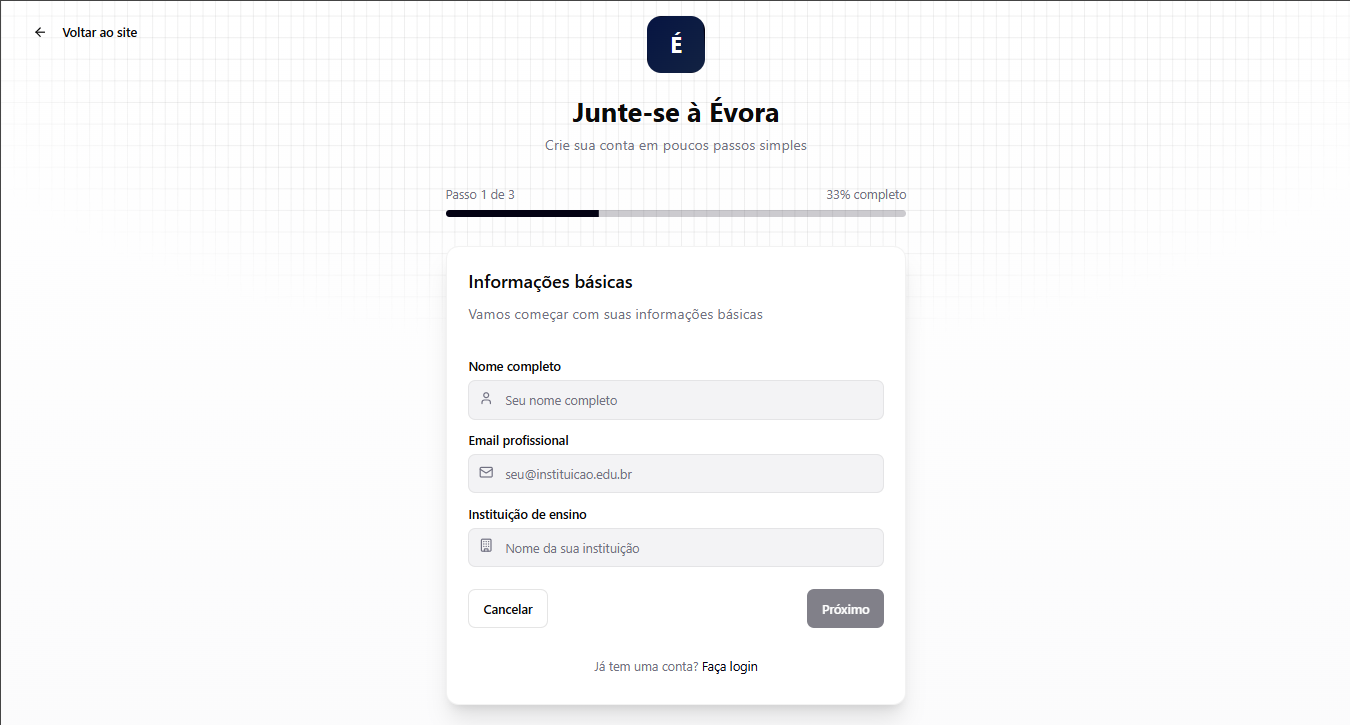 Voltar ao site
É
Junte-se à Évora
Crie sua conta em poucos passos simples
Passo 1 de 3
33% completo
Informações básicas
Vamos começar com suas informações básicas
Nome completo
Seu nome completo
Email profissional
seu@instituicao.edu.br
Instituição de ensino
Nome da sua instituição
Cancelar
Próximo
Já tem uma conta? Faça login